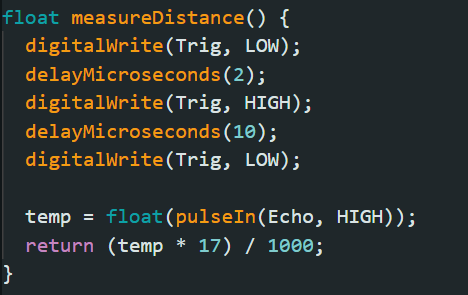 float measureDistance() {
  digitalWrite(Trig, LOW);
  delayMicroseconds(2);
  digitalWrite(Trig, HIGH);
  delayMicroseconds(10);
  digitalWrite(Trig, LOW);

  temp = float(pulseIn(Echo, HIGH));
  return (temp * 17) / 1000;
}